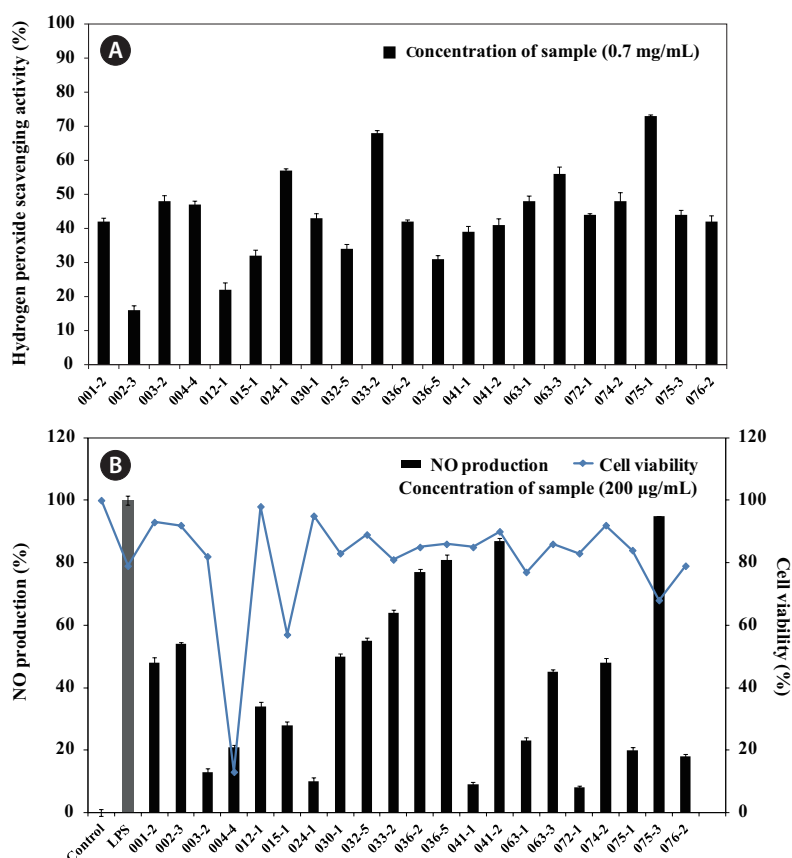 A
Concentration of sample (0.7 mg/mL)
Hydrogen peroxide scavenging activity (%)
100
90
80
70
60
50
40
30
20
10
0
001-2 002-3 003-2 004-4 012-1 015-1 024-1 030-1 032-5 033-2 036-2 036-5 041-1 041-2 063-1 063-3 072-1 074-2 075-1 075-3 076-2
B
NO production Cell viability
Concentration of sample (200 μg/mL)
NO production (%)
120
100
80
60
40
20
0
120
100
80
60
40
20
0
Cell viability (%)
Control LPS 001-2 002-3 003-2 004-4 012-1 015-1 024-1 030-1 032-5 033-2 036-2 036-5 041-1 041-2 063-1 063-3 072-1 074-2 075-1 075-3 076-2